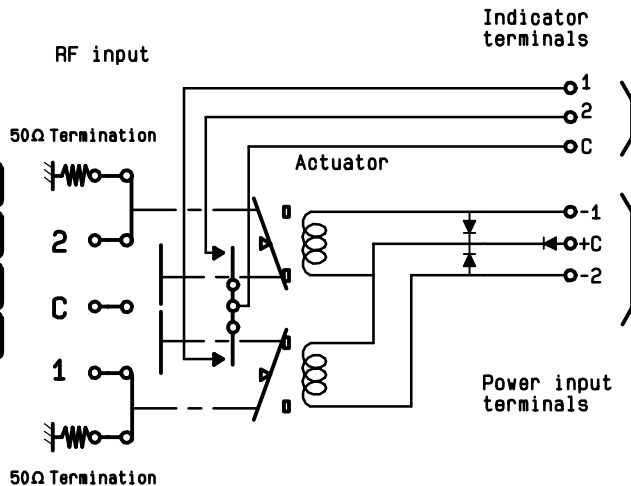 Indicator
terminals
RF input
1
2
C
50Ω Termination
Actuator
2
-1
+C
-2
C
1
Power input
terminals
50Ω Termination